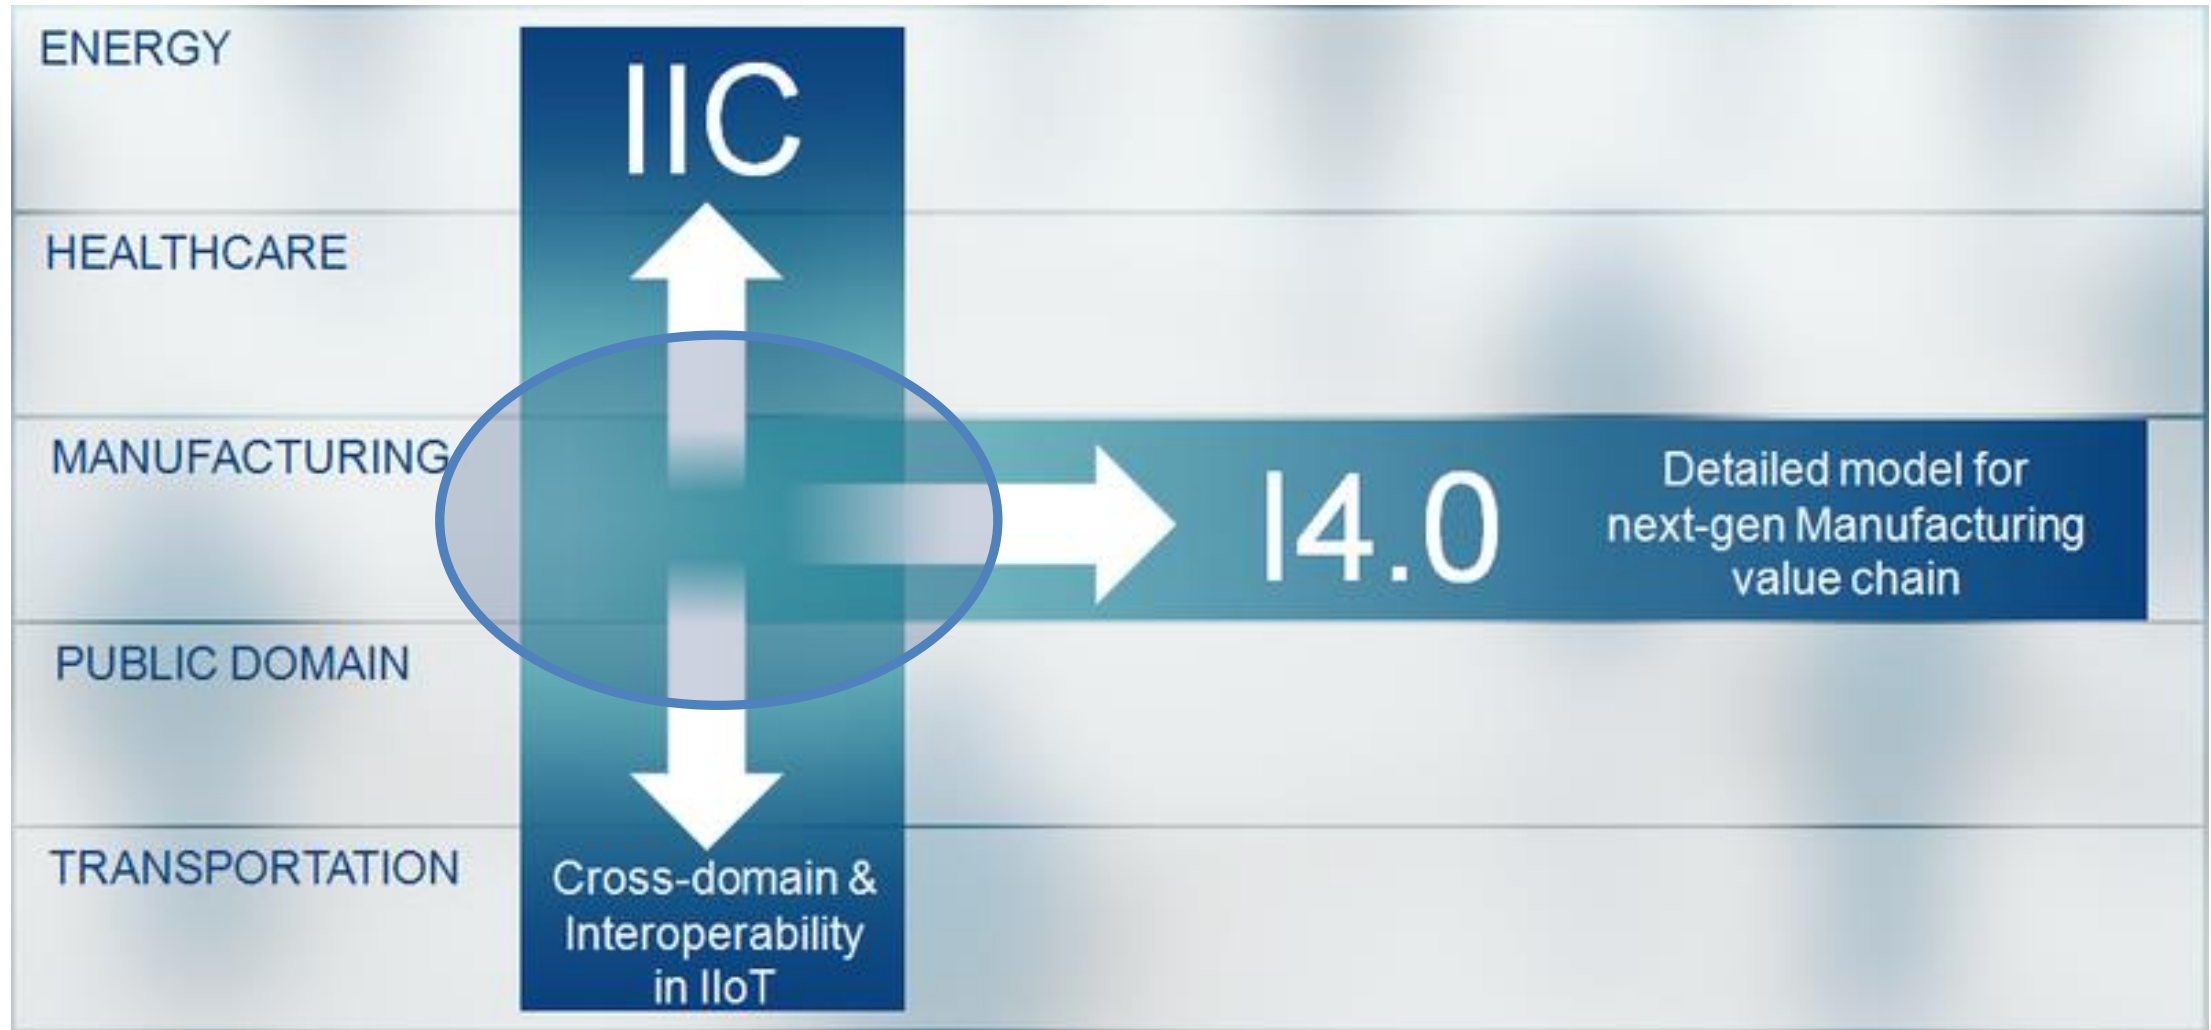 ENERGY
IIC
HEALTHCARE
MANUFACTURING
I4.0
Detailed model for
next-gen Manufacturing
value chain
PUBLIC DOMAIN
TRANSPORTATION
Cross-domain &
Interoperability
in IIoT